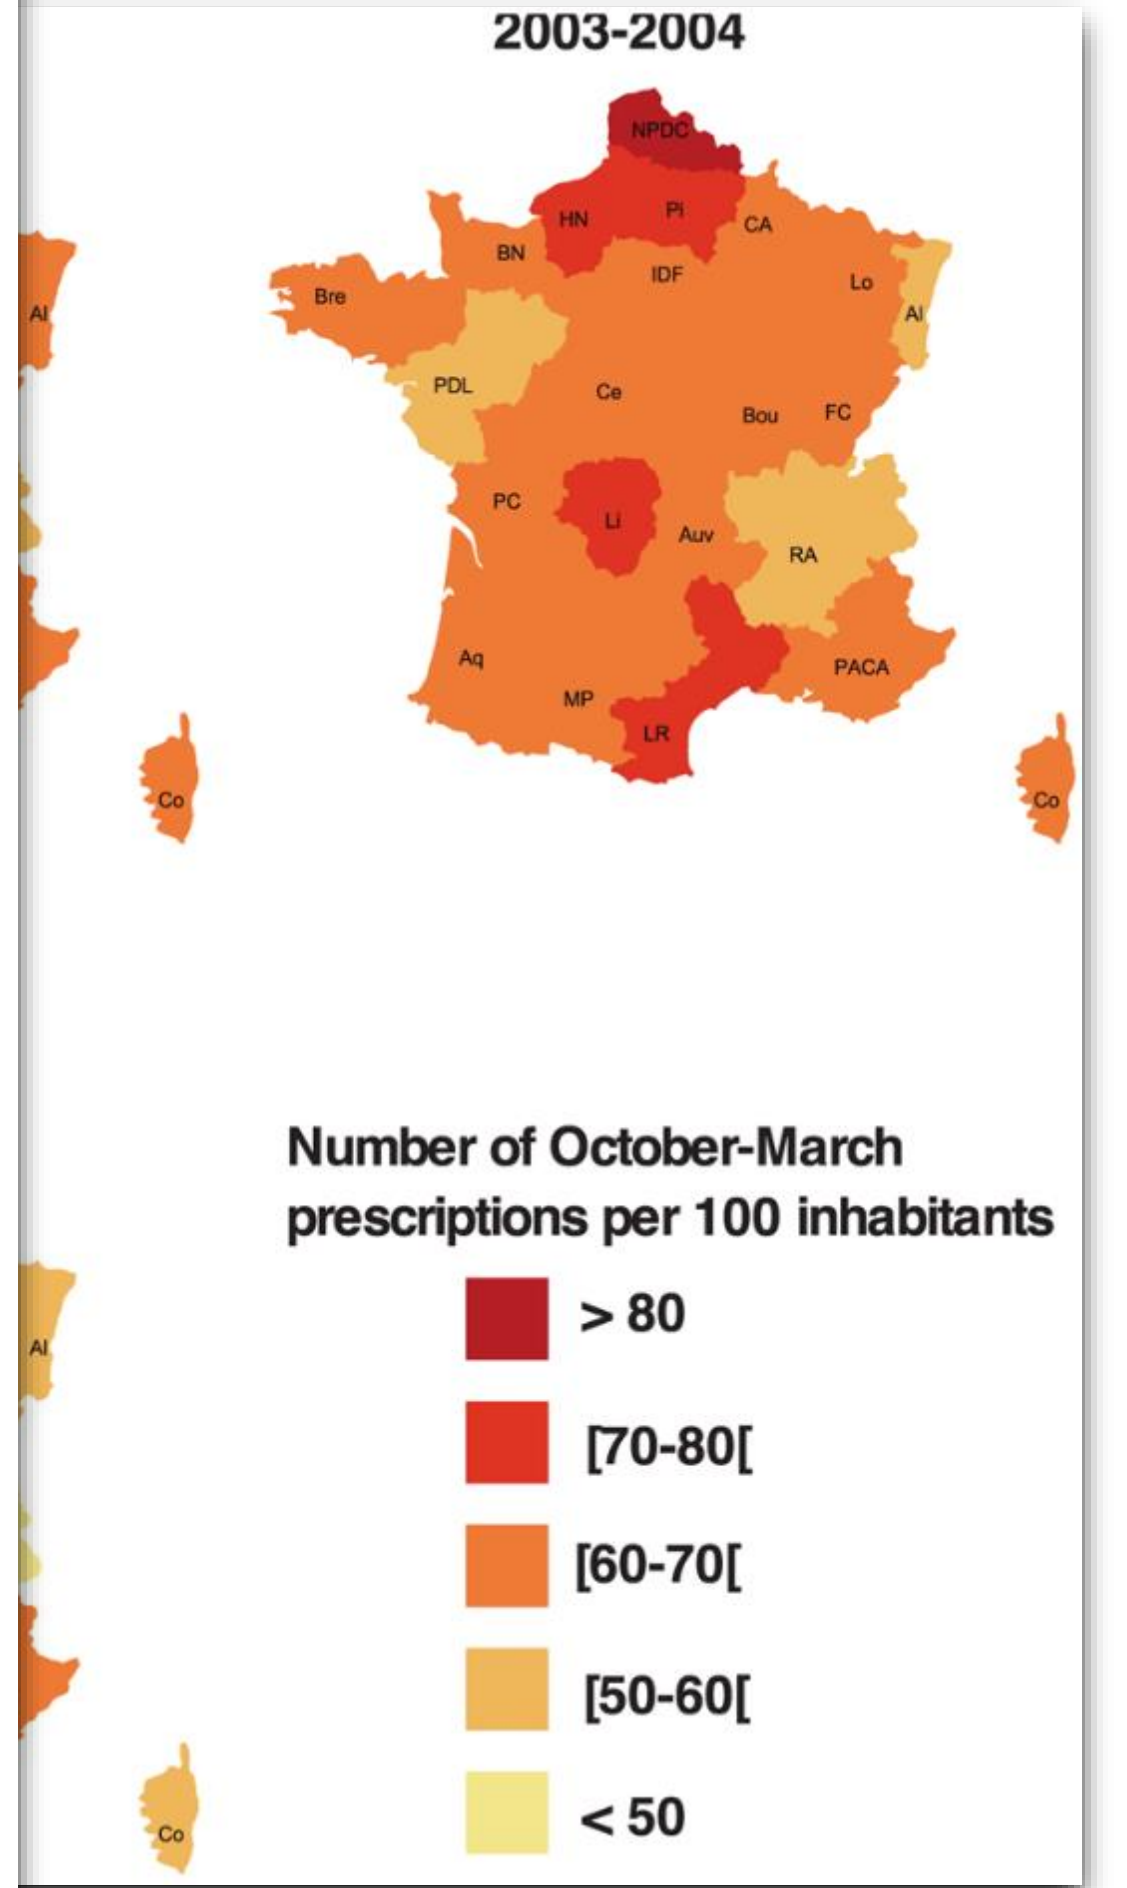 2003-2004
NPDC
Pi
HN
CA
BN
IDF
Lo
Bre
Al
Al
PDL
Ce
FC
Bou
PC
Li
Auv
RA
Aq
PACA
MP
LR
Co
Co
Number of October-March
prescriptions per 100 inhabitants
> 80
[70-80[
Al
[60-70[
[50-60[
< 50
Co